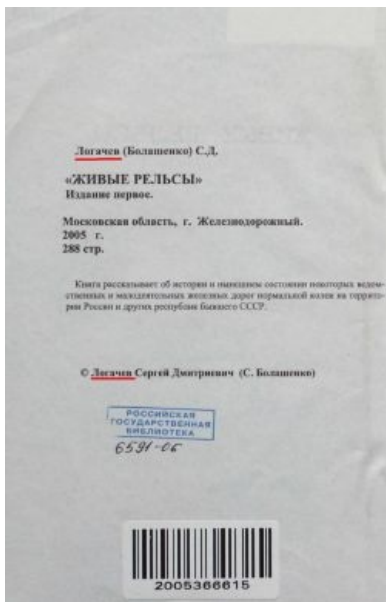 Логачев (Болашенко) С.Д.
«ЖИВЫЕ РЕЛЬСЫ»
Издание первое.
Московская область, г. Железнодорожный.
2005 г.
288 стр.
Книга рассказывает об истории и нынешнем состоянии некоторых ведом-
ственных и малодеятельных железных дорог нормальной колеи на террито-
рии России и других республик бывшего СССР.
© Логачев Сергей Дмитриевич (С. Болашенко)
РОССИЙСКАЯ
ГОСУДАРСТВЕННАЯ
БИБЛИОТЕКА
6591-06
2005366615